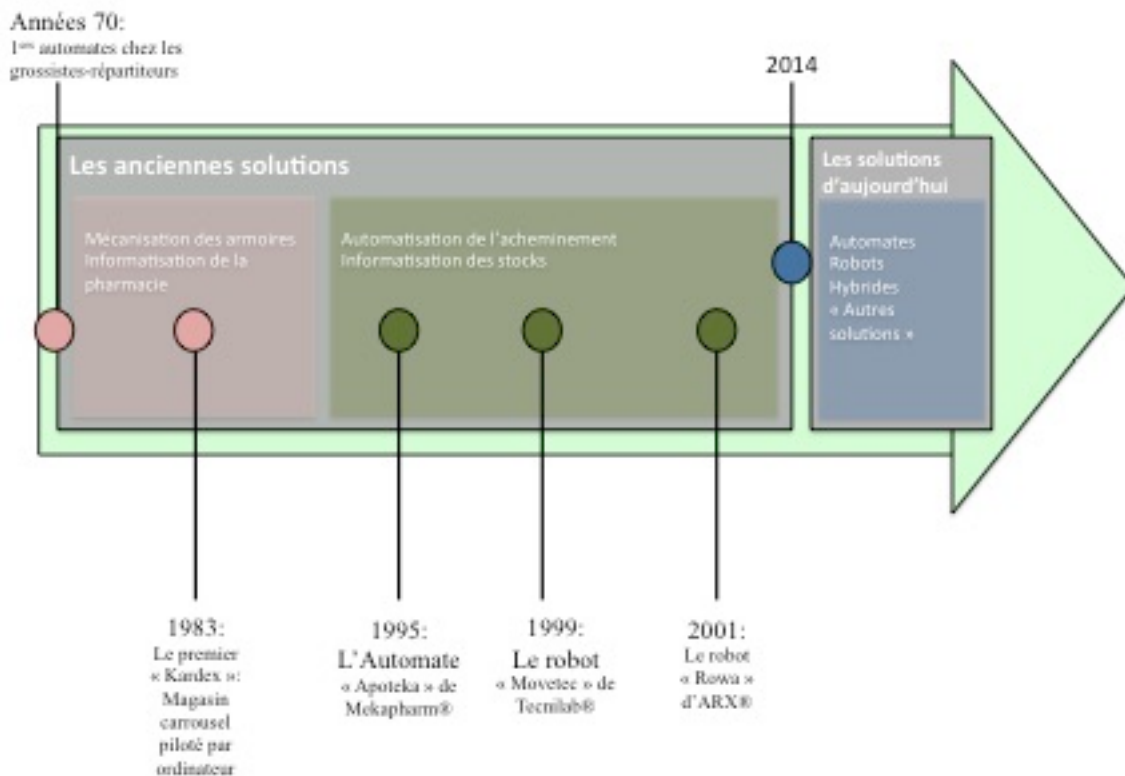 Années 70:
1ers automates chez les
grossistes-répartiteurs
2014
Les anciennes solutions
Mécanisation des armoires
Informatisation de la
pharmacie
Automatisation de l'acheminement
Informatisation des stocks
Les solutions
d'aujourd'hui
Automates
Robots
Hybrides
« Autres
solutions »
1983:
Le premier
« Kardex »:
Magasin
carrousel
piloté par
ordinateur
1995:
L'Automate
« Apoteka » de
Mekapharm®
1999:
Le robot
« Movetec » de
Tecnilab®
2001:
Le robot
« Rowa »
d'ARX®